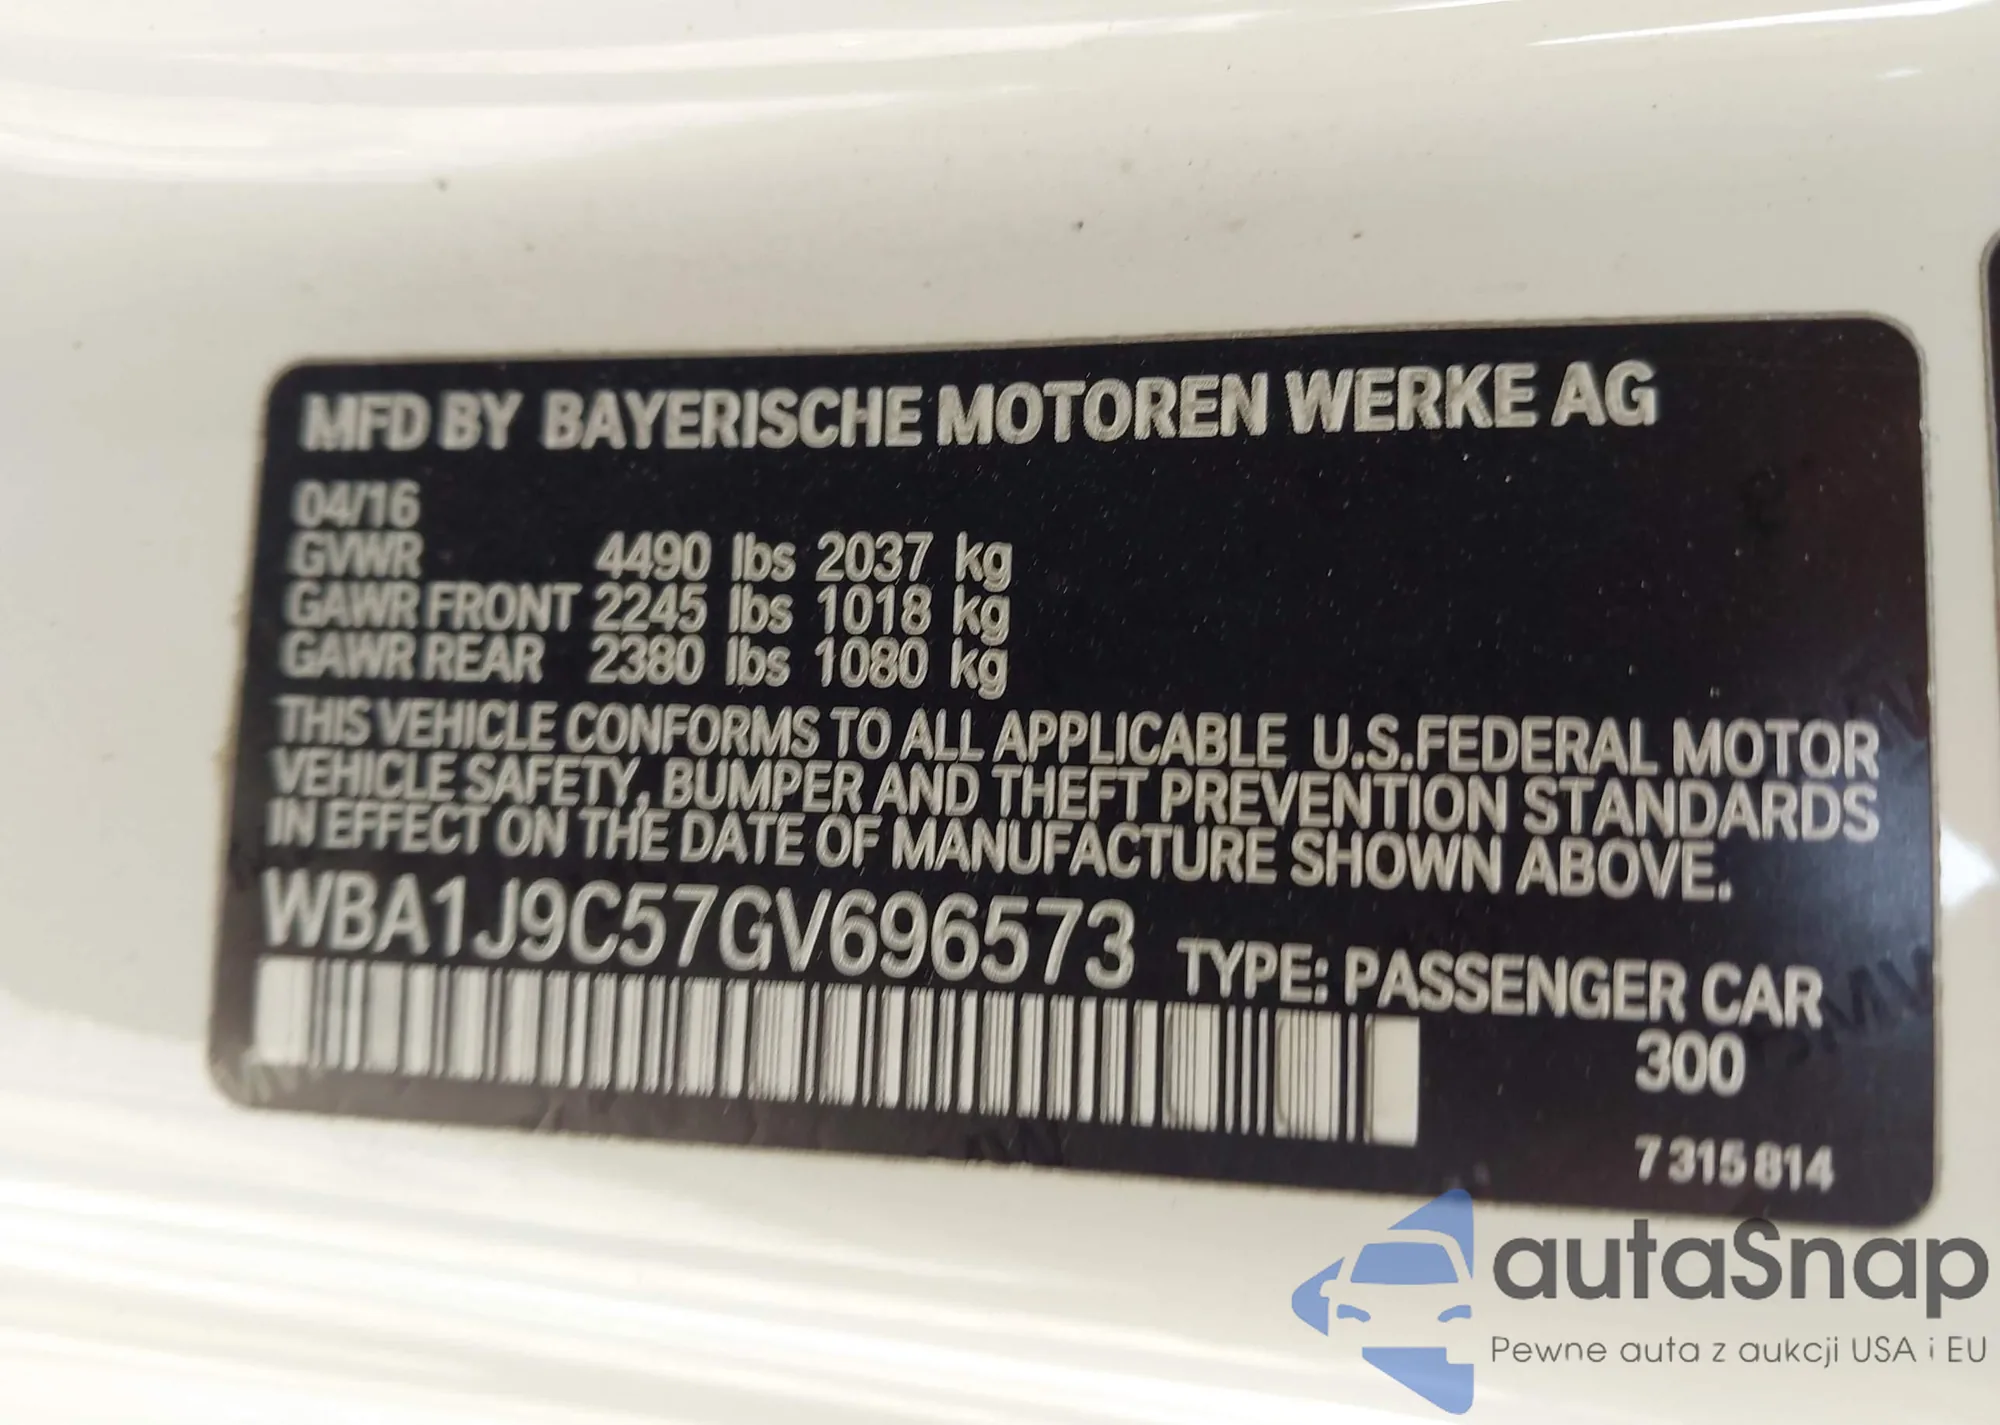 MFD BY BAYERISCHE MOTOREN WERKE AG
04/16
GVWR 4490 lbs 2037 kg
GAWR FRONT 2245 lbs 1018 kg
GAWR REAR 2380 lbs 1080 kg
THIS VEHICLE CONFORMS TO ALL APPLICABLE U.S.FEDERAL MOTOR
VEHICLE SAFETY, BUMPER AND THEFT PREVENTION STANDARDS
IN EFFECT ON THE DATE OF MANUFACTURE SHOWN ABOVE.
WBA1J9C57GV696573 TYPE: PASSENGER CAR
300
7 315 814
autaSnap
Pewne auta z aukcji USA i EU